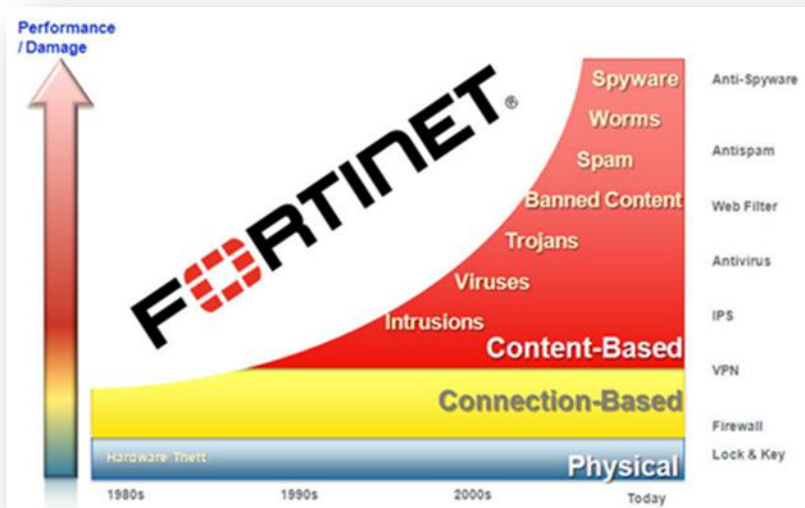 Performance
/ Damage
FORTINET®
Spyware
Anti-Spyware
Worms
Spam
Antispam
Banned Content
Web Filter
Trojans
Antivirus
Viruses
Intrusions
IPS
Content-Based
VPN
Connection-Based
Firewall
Hardware Theft
Physical
Lock & Key
1980s
1990s
2000s
Today